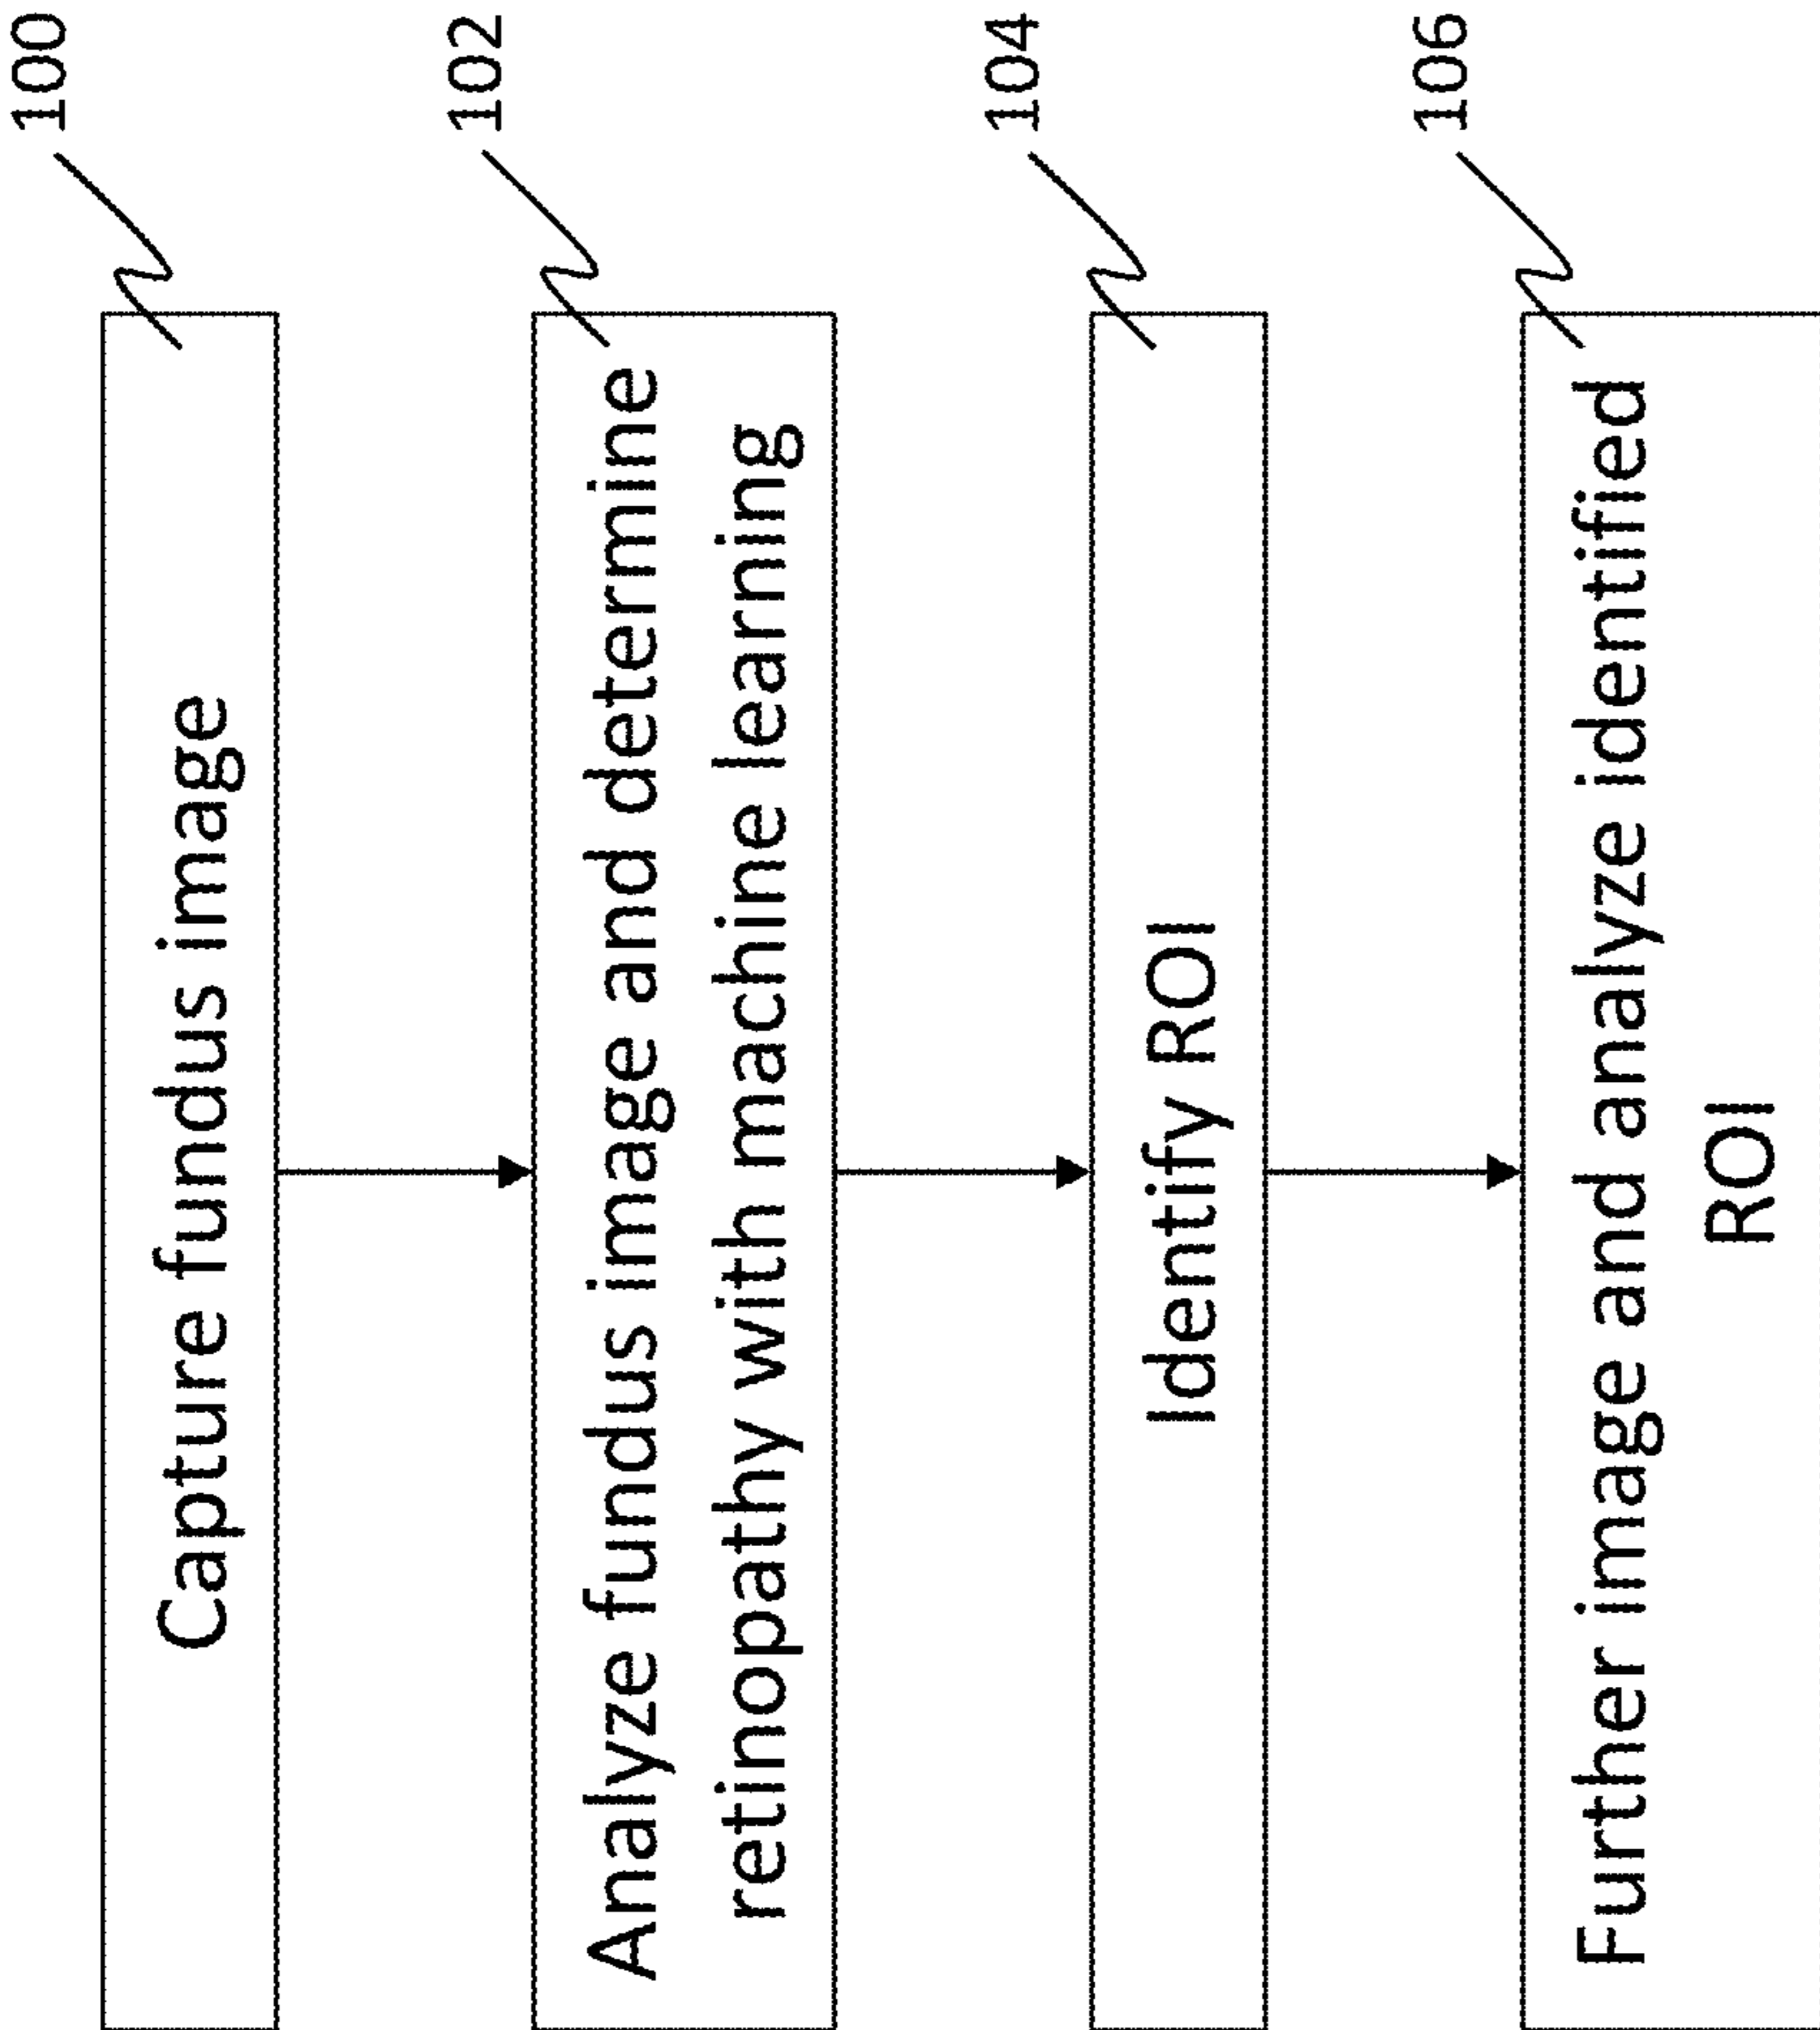 Capture fundus image
100
Analyze fundus image and determine
retinopathy with machine learning
102
Identify ROI
104
Further image and analyze identified
ROI
106